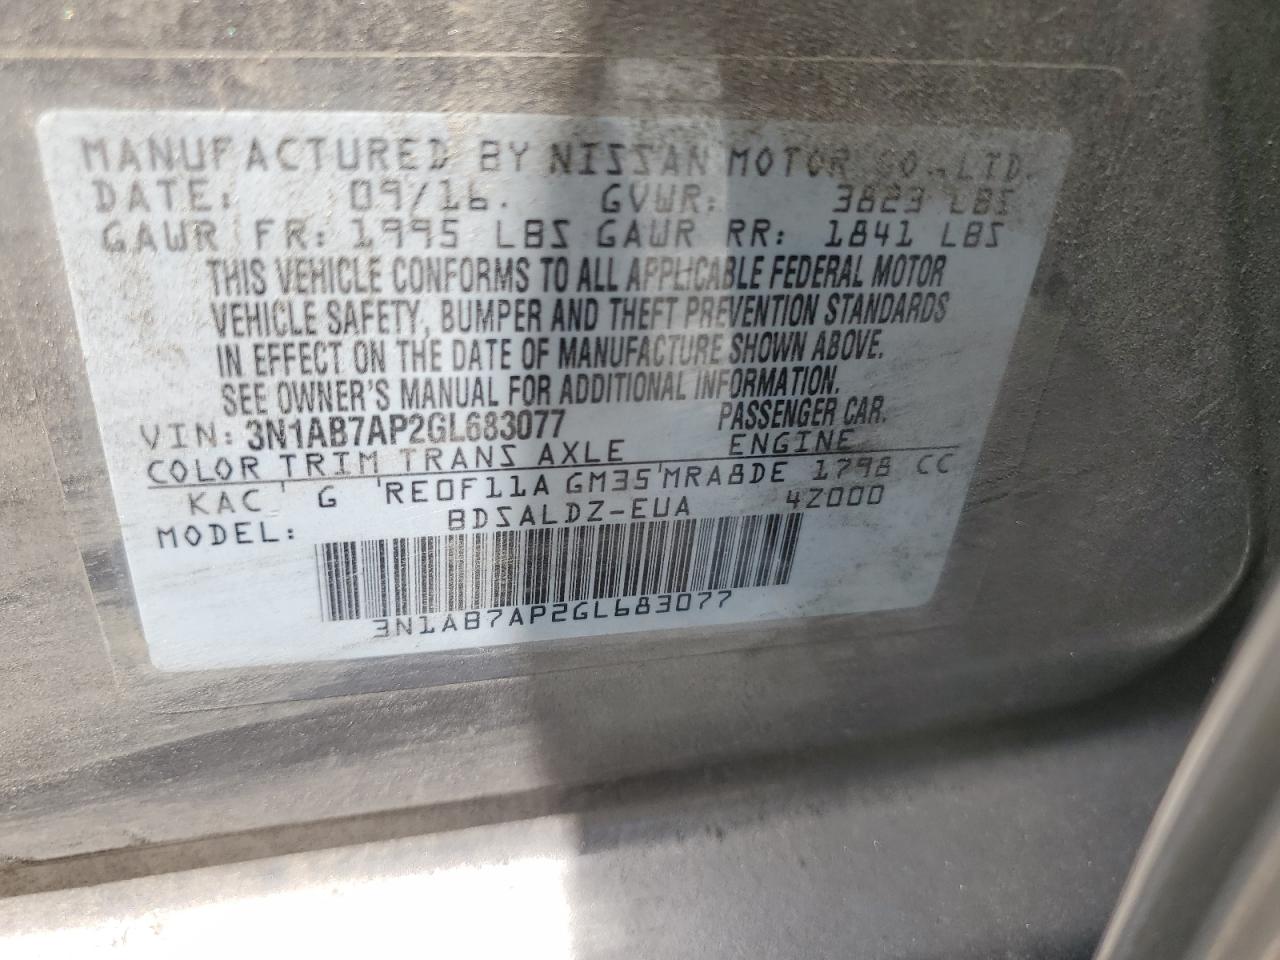 MANUFACTURED BY NISSAN MOTOR CO.,LTD.
DATE: 09/16. GVWR: 3823 LBS
GAWR FR: 1995 LBS GAWR RR: 1841 LBS
THIS VEHICLE CONFORMS TO ALL APPLICABLE FEDERAL MOTOR
VEHICLE SAFETY, BUMPER AND THEFT PREVENTION STANDARDS
IN EFFECT ON THE DATE OF MANUFACTURE SHOWN ABOVE.
SEE OWNER'S MANUAL FOR ADDITIONAL INFORMATION.
VIN: 3N1AB7AP2GL683077 PASSENGER CAR.
COLOR TRIM TRANS AXLE ENGINE
KAC G RE0F11A GM35 MRA8DE 1798 CC
MODEL: BDSALDZ-EUA 4Z000
3N1AB7AP2GL683077